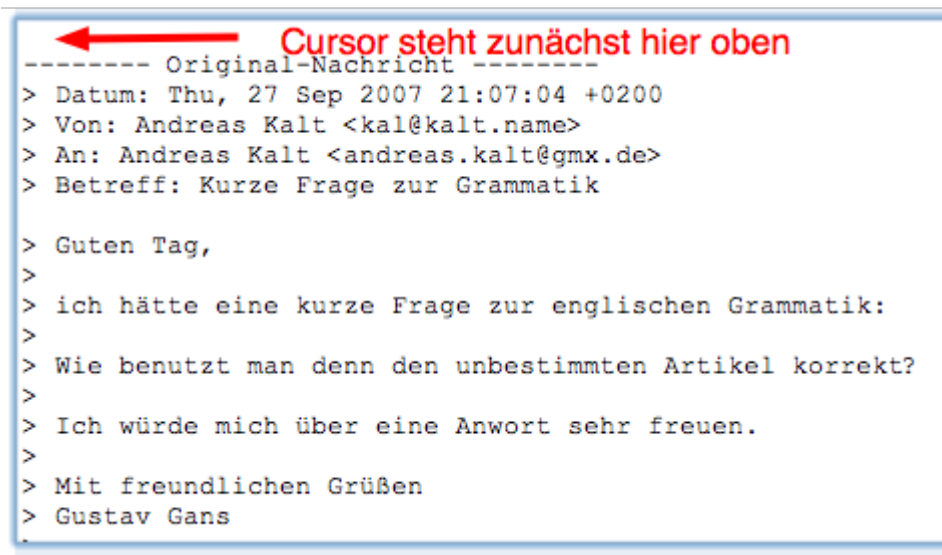 Cursor steht zunächst hier oben
-------- Original-Nachricht --------
> Datum: Thu, 27 Sep 2007 21:07:04 +0200
> Von: Andreas Kalt <kal@kalt.name>
> An: Andreas Kalt <andreas.kalt@gmx.de>
> Betreff: Kurze Frage zur Grammatik

> Guten Tag,
>
> ich hätte eine kurze Frage zur englischen Grammatik:
>
> Wie benutzt man denn den unbestimmten Artikel korrekt?
>
> Ich würde mich über eine Anwort sehr freuen.
>
> Mit freundlichen Grüßen
> Gustav Gans